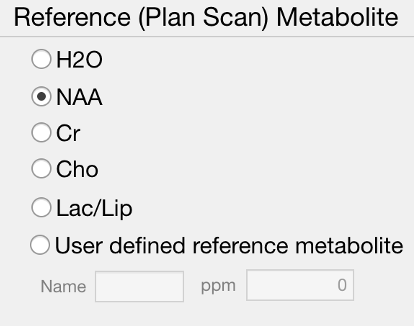 Reference (Plan Scan) Metabolite
H2O
NAA
Cr
Cho
Lac/Lip
User defined reference metabolite
Name ppm 0